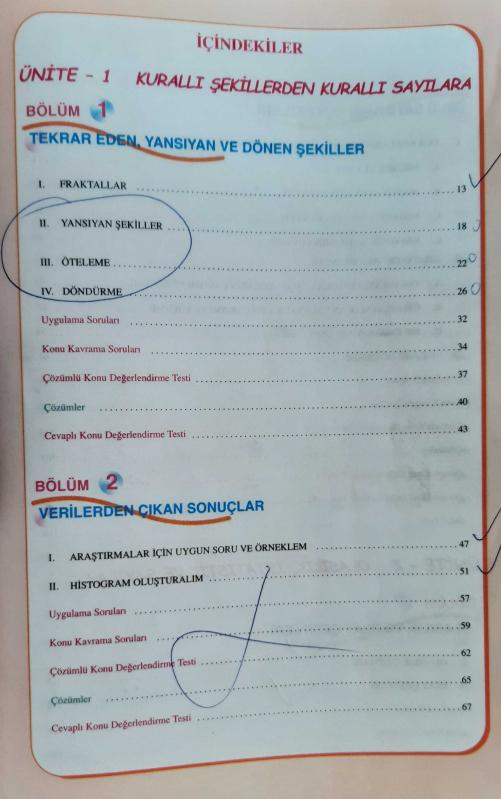 İÇİNDEKİLER
ÜNİTE - 1 KURALLI ŞEKİLLERDEN KURALLI SAYILARA
BÖLÜM 1
TEKRAR EDEN, YANSIYAN VE DÖNEN ŞEKİLLER
I. FRAKTALLAR 13
II. YANSIYAN ŞEKİLLER 18
III. ÖTELEME 22
IV. DÖNDÜRME 26
Uygulama Soruları 32
Konu Kavrama Soruları 34
Çözümlü Konu Değerlendirme Testi 37
Çözümler 40
Cevaplı Konu Değerlendirme Testi 43
BÖLÜM 2
VERİLERDEN ÇIKAN SONUÇLAR
I. ARAŞTIRMALAR İÇİN UYGUN SORU VE ÖRNEKLEM 47
II. HİSTOGRAM OLUŞTURALIM 51
Uygulama Soruları 57
Konu Kavrama Soruları 59
Çözümlü Konu Değerlendirme Testi 62
Çözümler 65
Cevaplı Konu Değerlendirme Testi 67